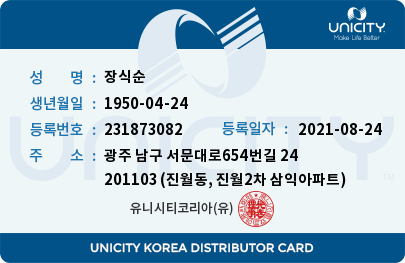 UNICITY
Make Life Better
성 명 : 장식순
생년월일 : 1950-04-24
등록번호 : 231873082 등록일자 : 2021-08-24
주 소 : 광주 남구 서문대로654번길 24
201103 (진월동, 진월2차 삼익아파트)
유니시티코리아(유)
UNICITY
UNICITY KOREA DISTRIBUTOR CARD